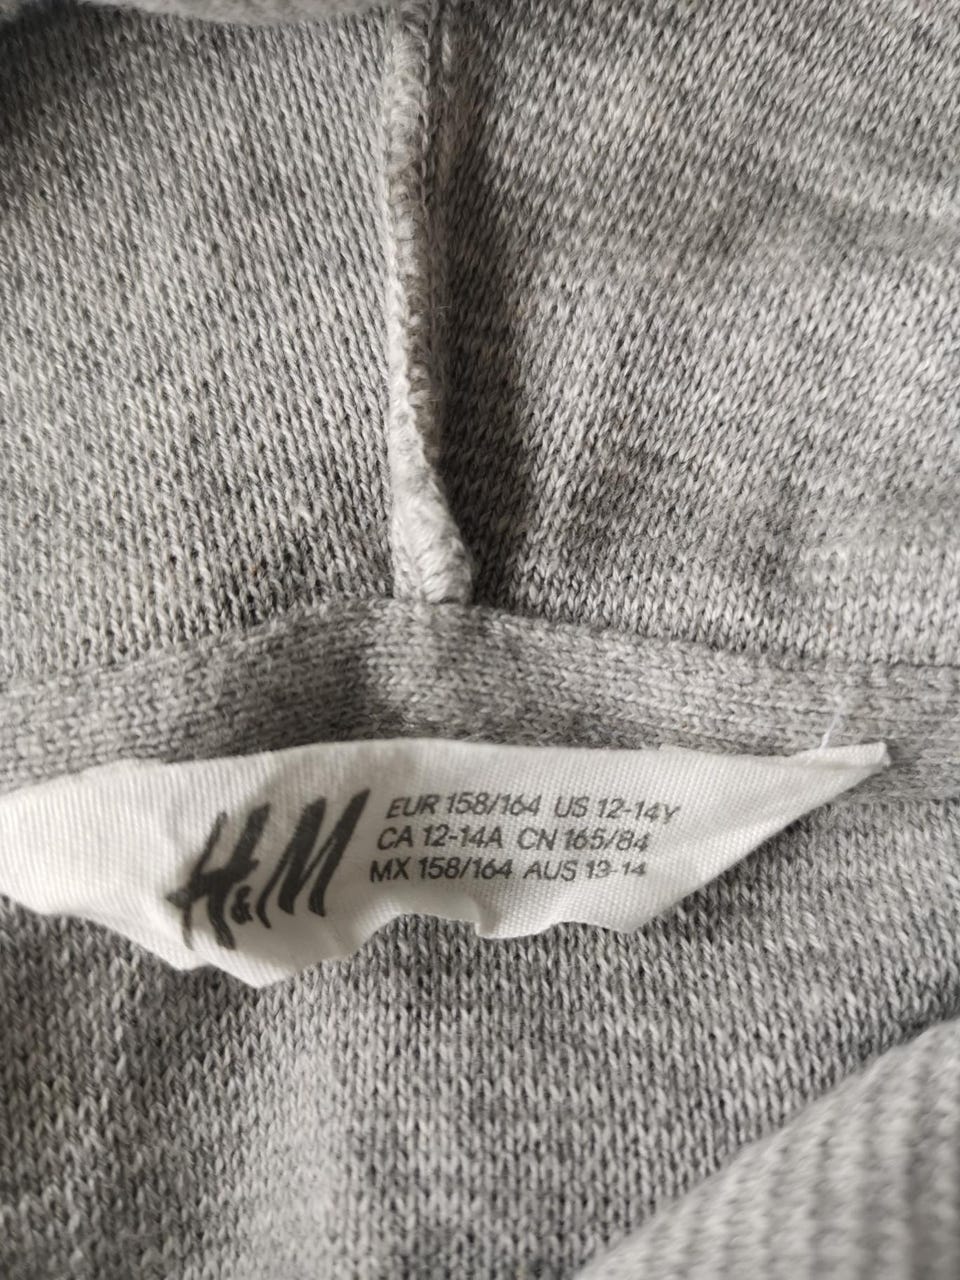 H&M
EUR 158/164 US 12-14Y
CA 12-14A CN 165/84
MX 158/164 AUS 13-14